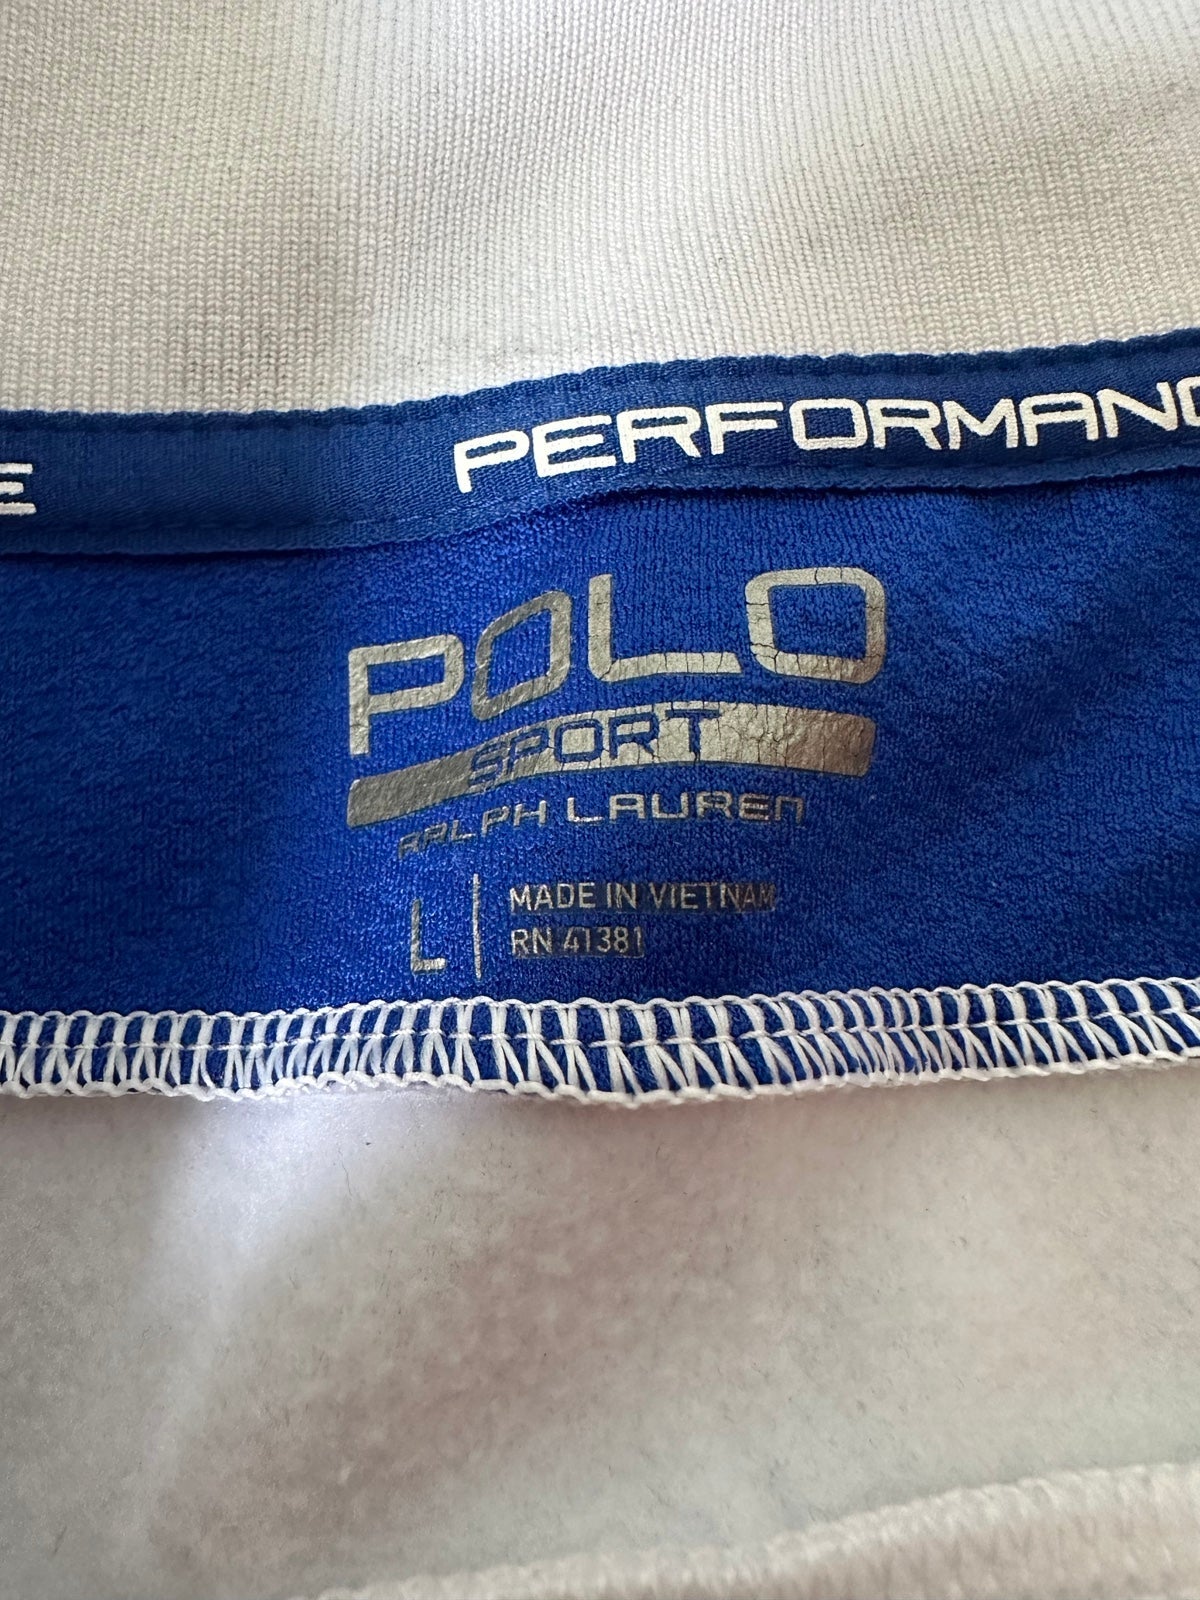 E PERFORMANC
POLO
SPORT
RALPH LAUREN
L
MADE IN VIETNAM
RN 41381